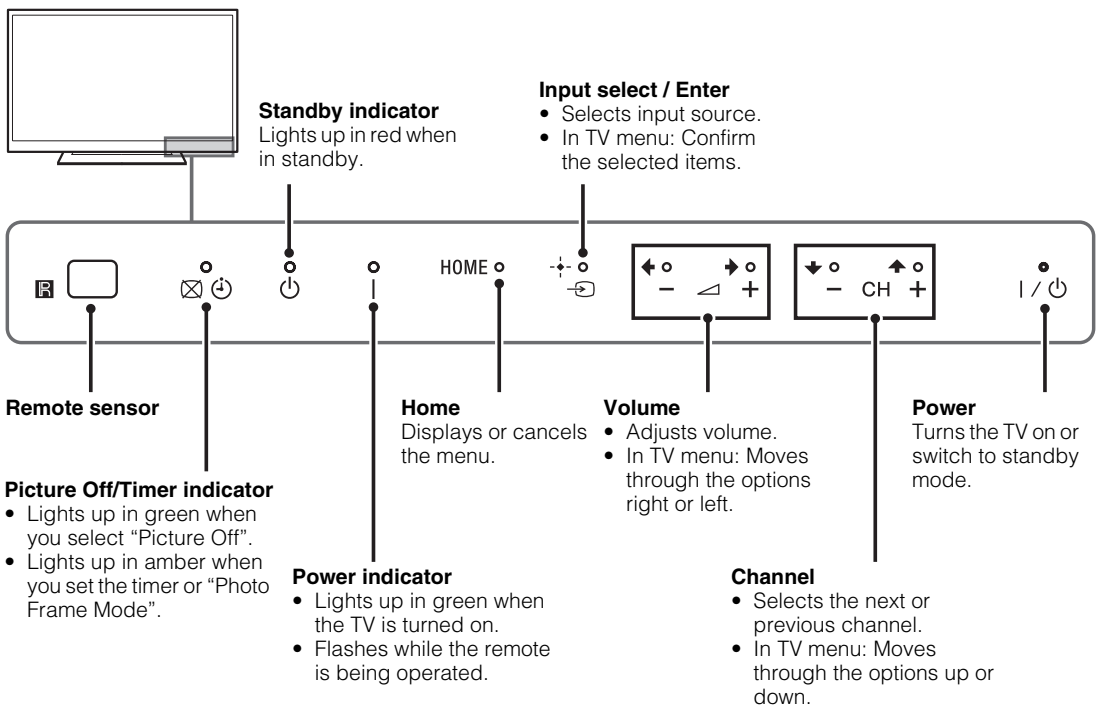 Standby indicator
Lights up in red when
in standby.
Input select / Enter
• Selects input source.
• In TV menu: Confirm
the selected items.
HOME
− +
− CH +
Remote sensor
Picture Off/Timer indicator
• Lights up in green when
you select “Picture Off”.
• Lights up in amber when
you set the timer or “Photo
Frame Mode”.
Power indicator
• Lights up in green when
the TV is turned on.
• Flashes while the remote
is being operated.
Home
Displays or cancels
the menu.
Volume
• Adjusts volume.
• In TV menu: Moves
through the options
right or left.
Channel
• Selects the next or
previous channel.
• In TV menu: Moves
through the options up or
down.
Power
Turns the TV on or
switch to standby
mode.